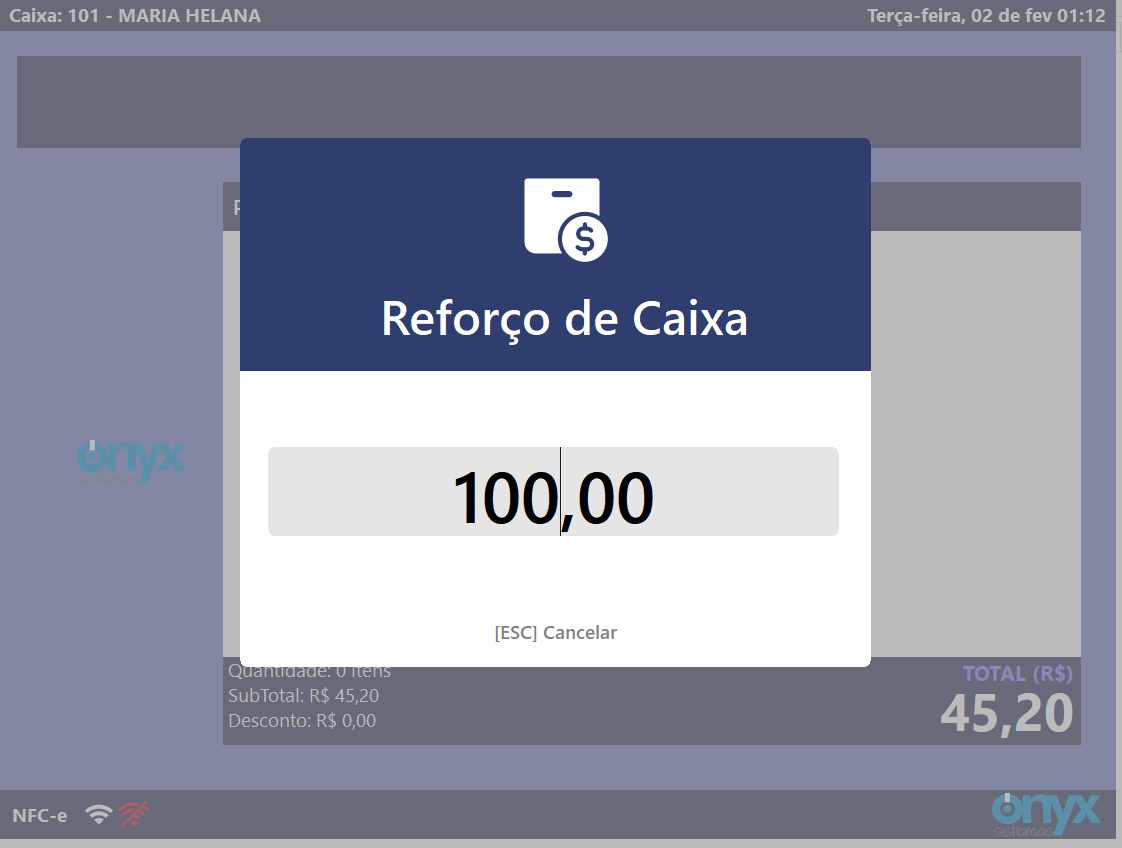 Caixa: 101 - MARIA HELANA
Terça-feira, 02 de fev 01:12
$
Reforço de Caixa
onyx
sistemas
100,00
[ESC] Cancelar
Quantidade: 0 Itens
SubTotal: R$ 45,20
Desconto: R$ 0,00
TOTAL (R$)
45,20
NFC-e
onyx
sistemas